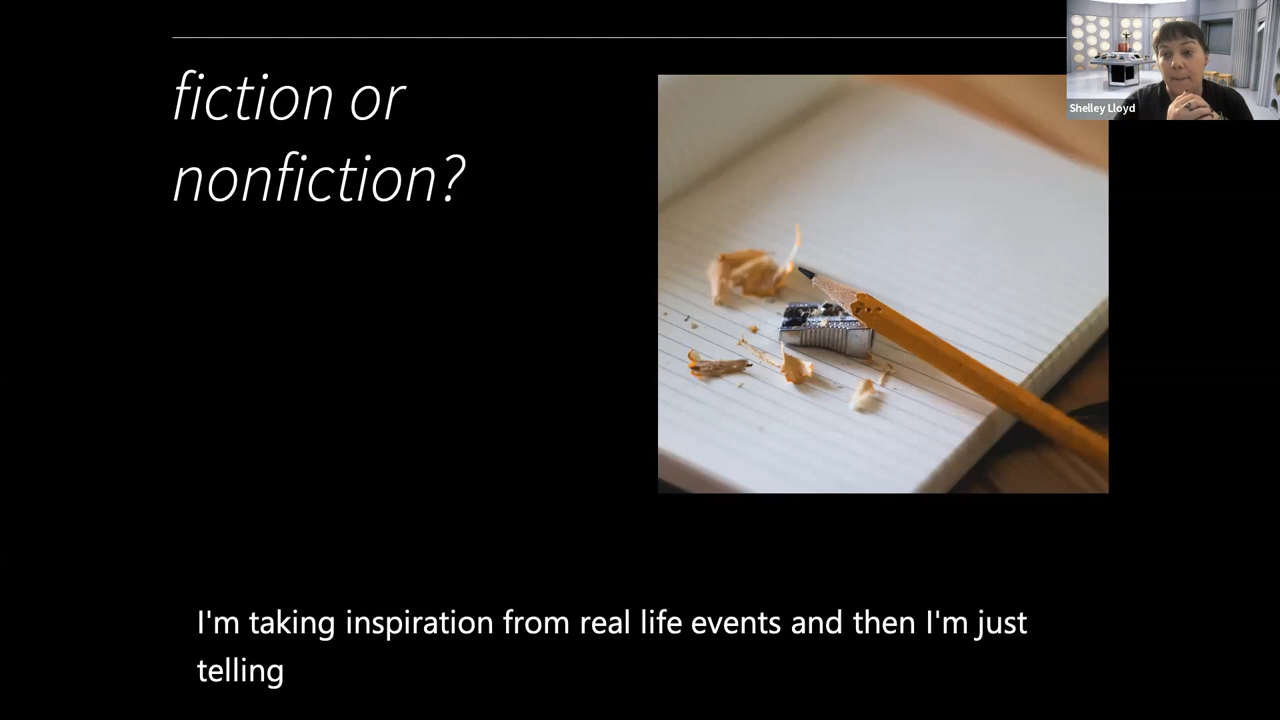 fiction or
nonfiction?
Shelley Lloyd
I'm taking inspiration from real life events and then I'm just
telling